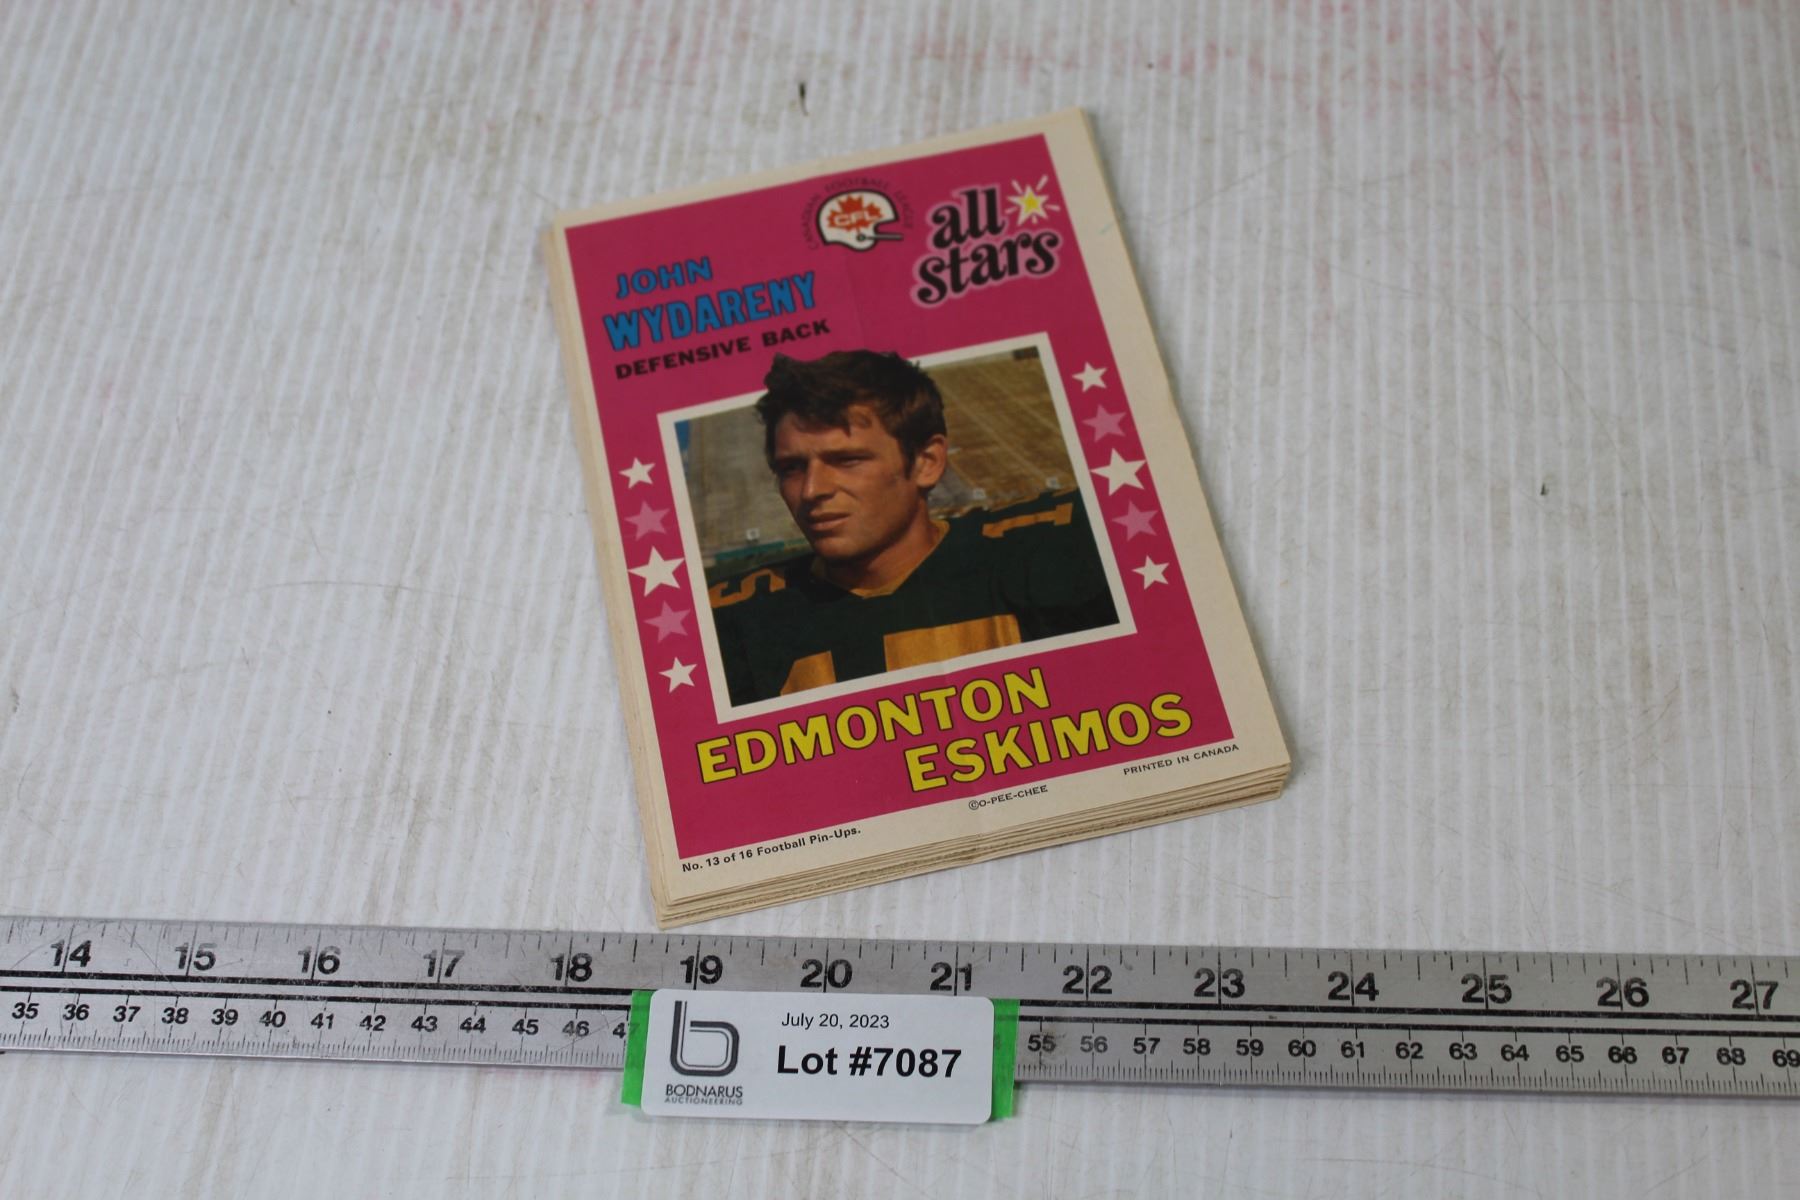 CANADIAN FOOTBALL LEAGUE
CFL
all
stars
JOHN
WYDARENY
DEFENSIVE BACK
15
1
EDMONTON
ESKIMOS
PRINTED IN CANADA
©O-PEE-CHEE
No. 13 of 16 Football Pin-Ups.
14 15 16 17 18 19 20 21 22 23 24 25 26 27
35 36 37 38 39 40 41 42 43 44 45 46 47 55 56 57 58 59 60 61 62 63 64 65 66 67 68 69
July 20, 2023
Lot #7087
BODNARUS
AUCTIONEERING